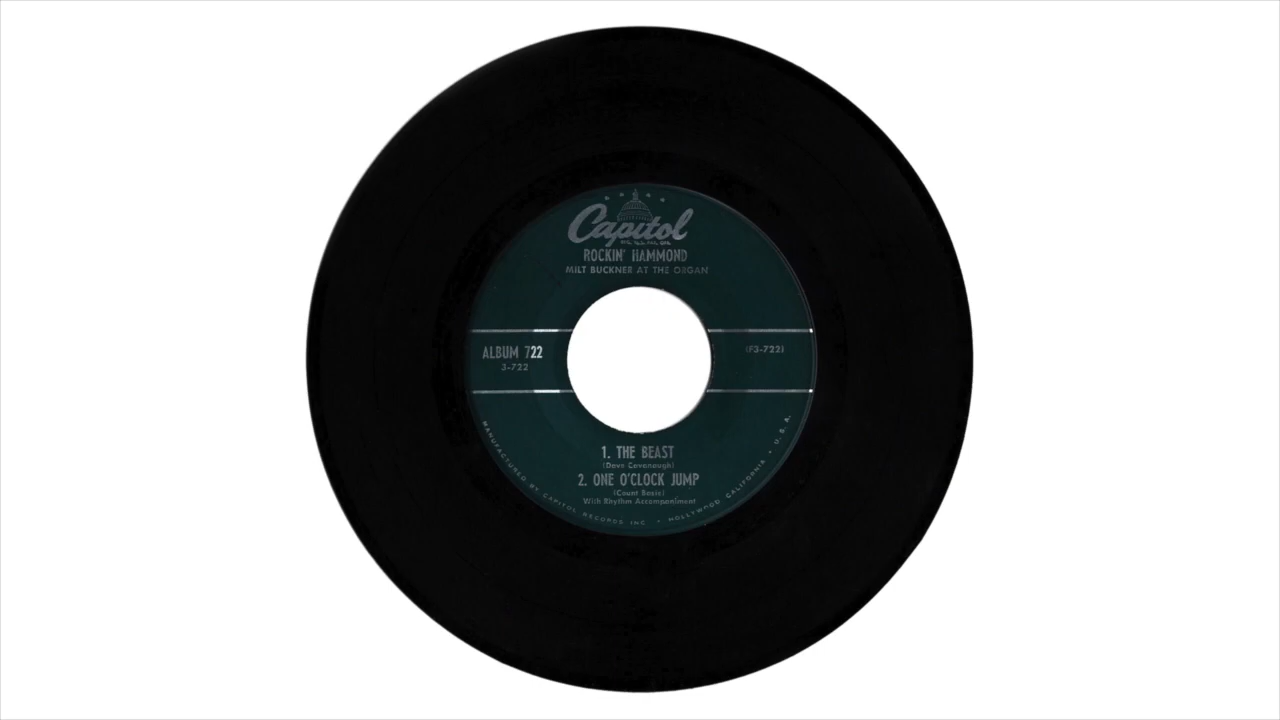 Capitol
ROCKIN' HAMMOND
MILT BUCKNER AT THE ORGAN
ALBUM 722
3-722
(F3-722)
1. THE BEAST
(Dave Cavanaugh)
2. ONE O'CLOCK JUMP
(Count Basie)
With Rhythm Accompaniment
MANUFACTURED BY CAPITOL RECORDS INC • HOLLYWOOD CALIFORNIA • U. S. A.